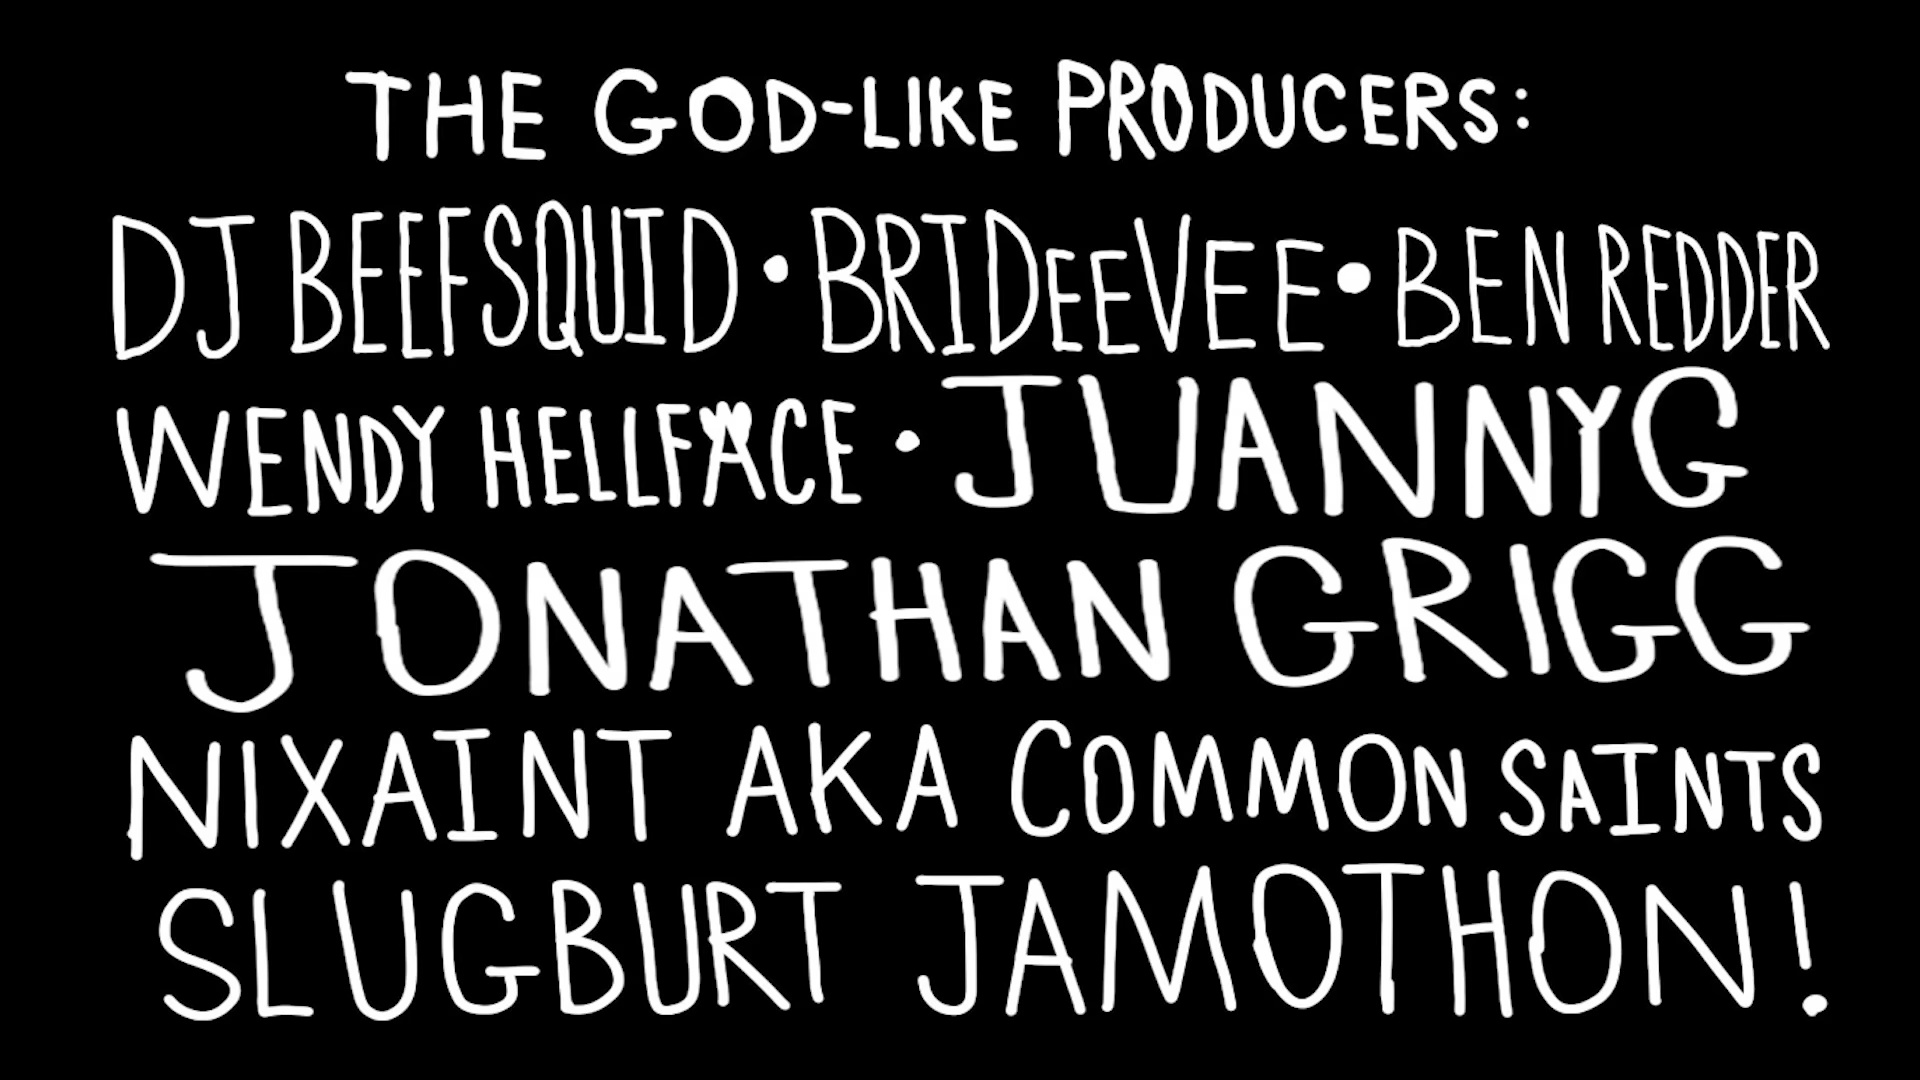 THE GOD-LIKE PRODUCERS:
DJ BEEFSQUID • BRIDEEVEE • BEN REDDER
WENDY HELLFACE • JUANNYG
JONATHAN GRIGG
NIXAINT AKA COMMON SAINTS
SLUGBURT JAMOTHON!